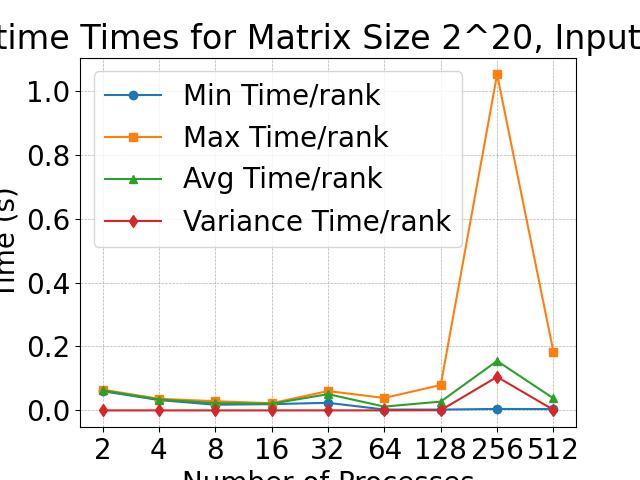 time Times for Matrix Size 2^20, Input
Min Time/rank
Max Time/rank
Avg Time/rank
Variance Time/rank
Time (s)
1.0
0.8
0.6
0.4
0.2
0.0
2 4 8 16 32 64 128 256 512
Number of Processes